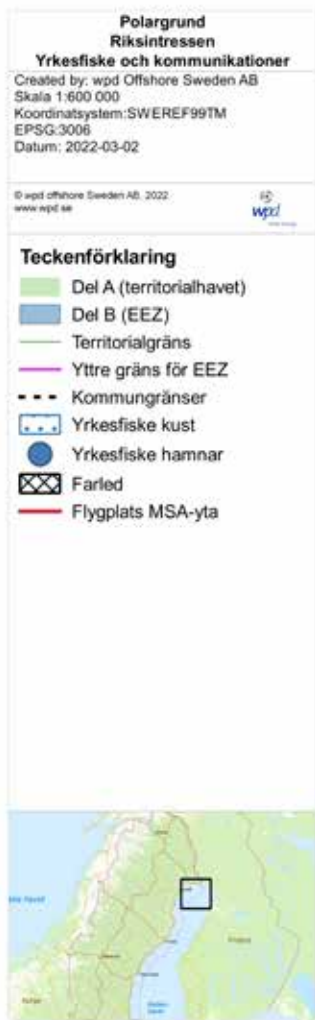 Polargrund
Riksintressen
Yrkesfiske och kommunikationer
Created by: wpd Offshore Sweden AB
Skala 1:600 000
Koordinatsystem:SWEREF99TM
EPSG:3006
Datum: 2022-03-02
© wpd offshore Sweden AB, 2022
www.wpd.se
wpd
Teckenförklaring
Del A (territorialhavet)
Del B (EEZ)
Territorialgräns
Yttre gräns för EEZ
Kommungränser
Yrkesfiske kust
Yrkesfiske hamnar
Farled
Flygplats MSA-yta